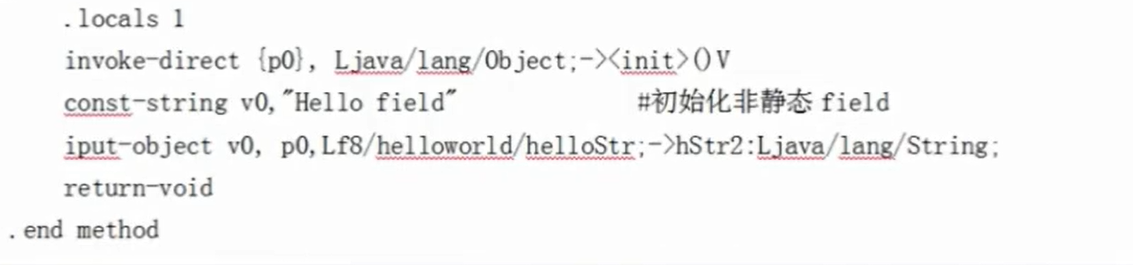 .locals 1
invoke-direct {p0}, Ljava/lang/Object;-><init>()V
const-string v0,"Hello field" #初始化非静态 field
iput-object v0, p0,Lf8/helloworld/helloStr;->hStr2:Ljava/lang/String;
return-void
.end method